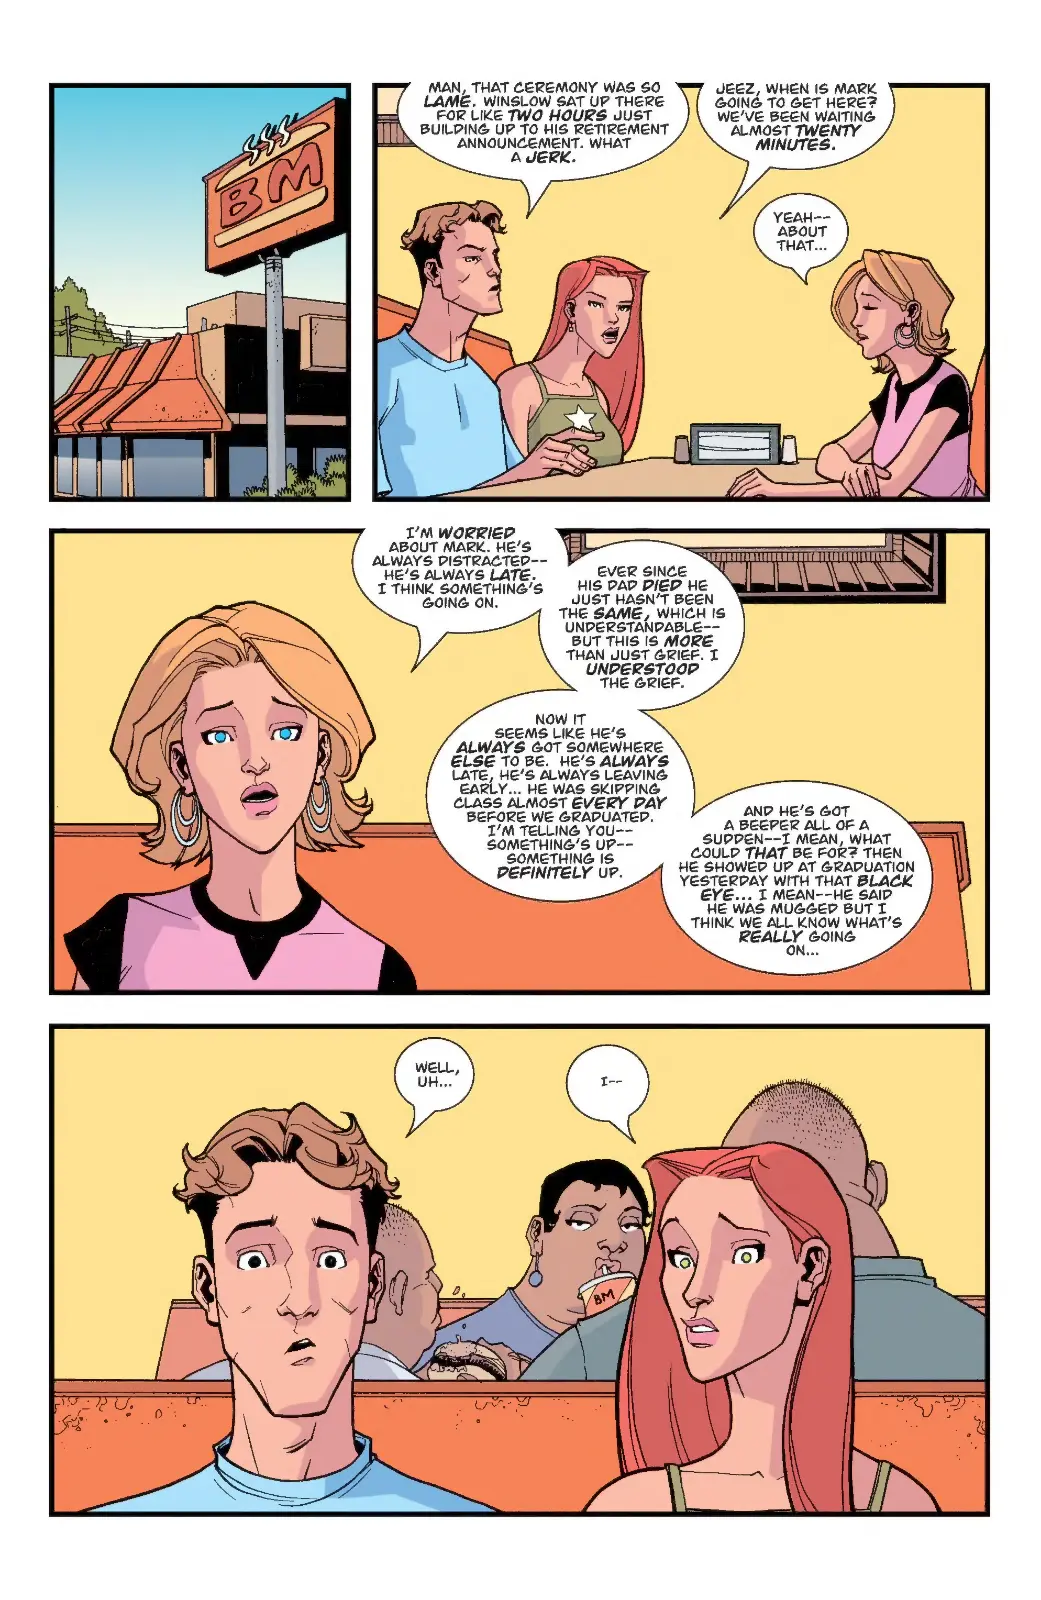 BM
MAN, THAT CEREMONY WAS SO
LAME. WINSLOW SAT UP THERE
FOR LIKE TWO HOURS JUST
BUILDING UP TO HIS RETIREMENT
ANNOUNCEMENT. WHAT
A JERK.
JEEZ, WHEN IS MARK
GOING TO GET HERE?
WE'VE BEEN WAITING
ALMOST TWENTY
MINUTES.
YEAH--
ABOUT
THAT...
I'M WORRIED
ABOUT MARK. HE'S
ALWAYS DISTRACTED--
HE'S ALWAYS LATE.
I THINK SOMETHING'S
GOING ON.
EVER SINCE
HIS DAD DIED HE
JUST HASN'T BEEN
THE SAME, WHICH IS
UNDERSTANDABLE--
BUT THIS IS MORE
THAN JUST GRIEF. I
UNDERSTOOD
THE GRIEF.
NOW IT
SEEMS LIKE HE'S
ALWAYS GOT SOMEWHERE
ELSE TO BE. HE'S ALWAYS
LATE, HE'S ALWAYS LEAVING
EARLY... HE WAS SKIPPING
CLASS ALMOST EVERY DAY
BEFORE WE GRADUATED.
I'M TELLING YOU--
SOMETHING'S UP--
SOMETHING IS
DEFINITELY UP.
AND HE'S GOT
A BEEPER ALL OF A
SUDDEN--I MEAN, WHAT
COULD THAT BE FOR? THEN
HE SHOWED UP AT GRADUATION
YESTERDAY WITH THAT BLACK
EYE... I MEAN--HE SAID
HE WAS MUGGED BUT I
THINK WE ALL KNOW WHAT'S
REALLY GOING
ON...
WELL,
UH...
I--
BM